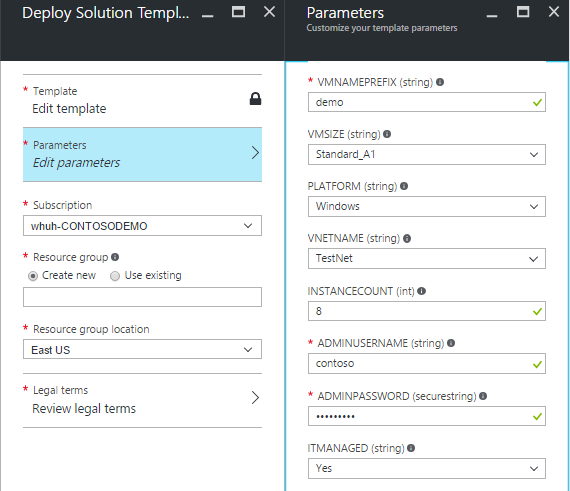 Deploy Solution Templ...
* Template
Edit template
* Parameters
Edit parameters
* Subscription
whuh-CONTOSODEMO
* Resource group
Create new
Use existing
* Resource group location
East US
* Legal terms
Review legal terms
Parameters
Customize your template parameters
* VMNAMEPREFIX (string)
demo
VMSIZE (string)
Standard_A1
PLATFORM (string)
Windows
VNETNAME (string)
TestNet
INSTANCECOUNT (int)
8
* ADMINUSERNAME (string)
contoso
* ADMINPASSWORD (securestring)
•••••••••
ITMANAGED (string)
Yes